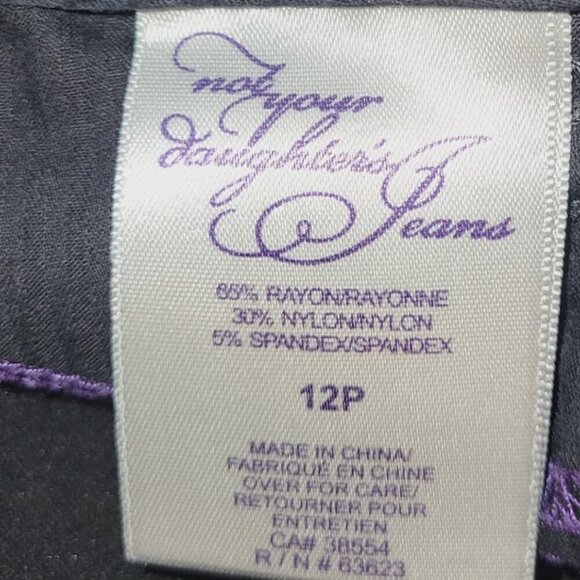 not your
daughter's
Jeans
65% RAYON/RAYONNE
30% NYLON/NYLON
5% SPANDEX/SPANDEX
12P
MADE IN CHINA/
FABRIQUÉ EN CHINE
OVER FOR CARE/
RETOURNER POUR
ENTRETIEN
CA# 38554
R / N # 63623